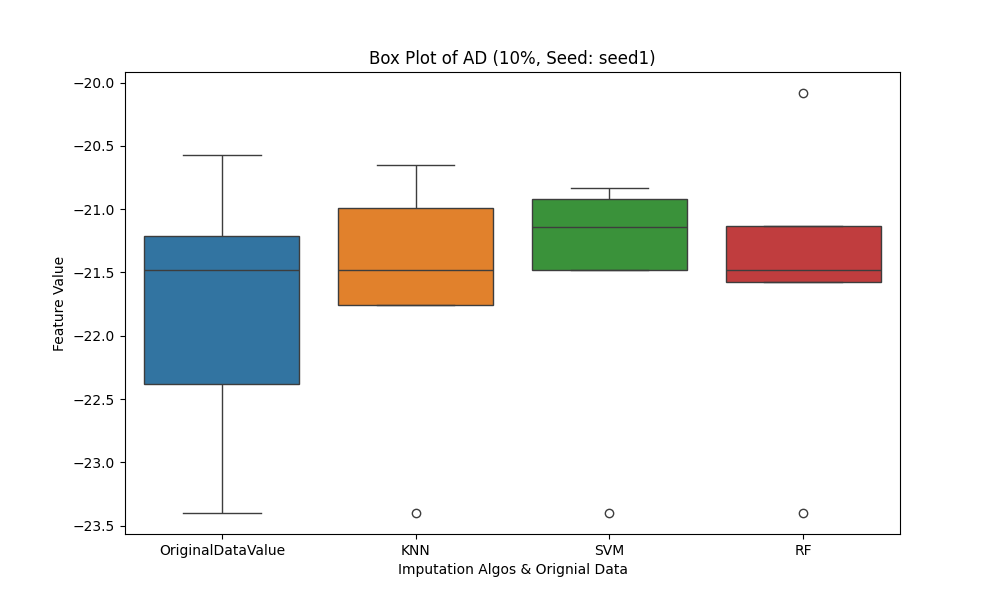 Box Plot of AD (10%, Seed: seed1)
Feature Value
−20.0
−20.5
−21.0
−21.5
−22.0
−22.5
−23.0
−23.5
OriginalDataValue KNN SVM RF
Imputation Algos & Orignial Data